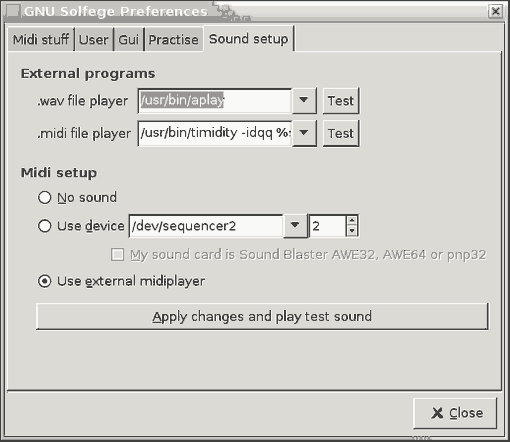 GNU Solfege Preferences
Midi stuff User Gui Practise Sound setup
External programs
.wav file player /usr/bin/aplay Test
.midi file player /usr/bin/timidity -idqq %s Test
Midi setup
No sound
Use device /dev/sequencer2 2
My sound card is Sound Blaster AWE32, AWE64 or pnp32
Use external midiplayer
Apply changes and play test sound
Close